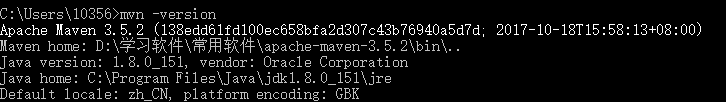 C:\Users\10356>mvn -version
Apache Maven 3.5.2 (138edd61fd100ec658bfa2d307c43b76940a5d7d; 2017-10-18T15:58:13+08:00)
Maven home: D:\学习软件\常用软件\apache-maven-3.5.2\bin\..
Java version: 1.8.0_151, vendor: Oracle Corporation
Java home: C:\Program Files\Java\jdk1.8.0_151\jre
Default locale: zh_CN, platform encoding: GBK